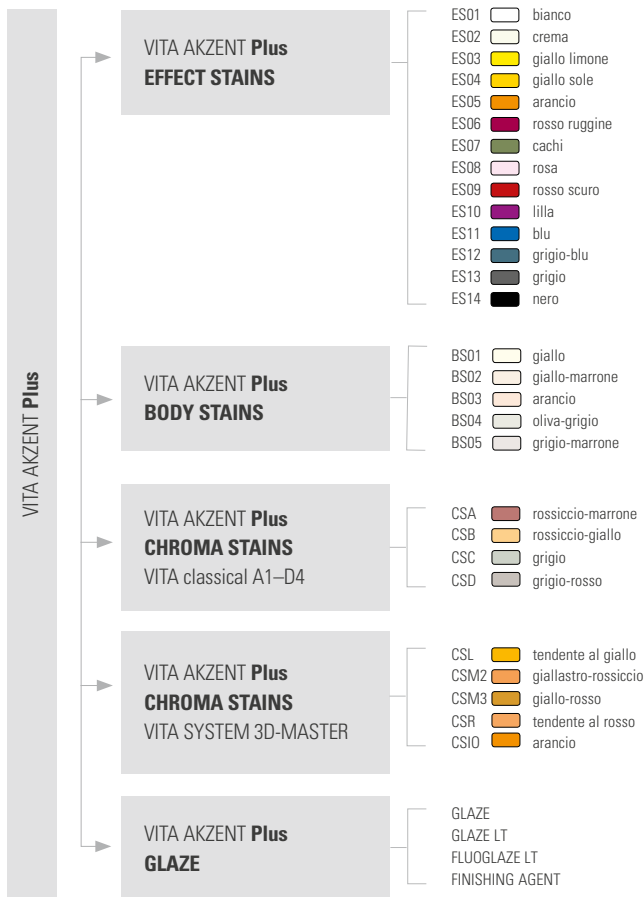 VITA AKZENT Plus
VITA AKZENT Plus
EFFECT STAINS
ES01 bianco
ES02 crema
ES03 giallo limone
ES04 giallo sole
ES05 arancio
ES06 rosso ruggine
ES07 cachi
ES08 rosa
ES09 rosso scuro
ES10 lilla
ES11 blu
ES12 grigio-blu
ES13 grigio
ES14 nero
VITA AKZENT Plus
BODY STAINS
BS01 giallo
BS02 giallo-marrone
BS03 arancio
BS04 oliva-grigio
BS05 grigio-marrone
VITA AKZENT Plus
CHROMA STAINS
VITA classical A1–D4
CSA rossiccio-marrone
CSB rossiccio-giallo
CSC grigio
CSD grigio-rosso
VITA AKZENT Plus
CHROMA STAINS
VITA SYSTEM 3D-MASTER
CSL tendente al giallo
CSM2 giallastro-rossiccio
CSM3 giallo-rosso
CSR tendente al rosso
CSIO arancio
VITA AKZENT Plus
GLAZE
GLAZE
GLAZE LT
FLUOGLAZE LT
FINISHING AGENT